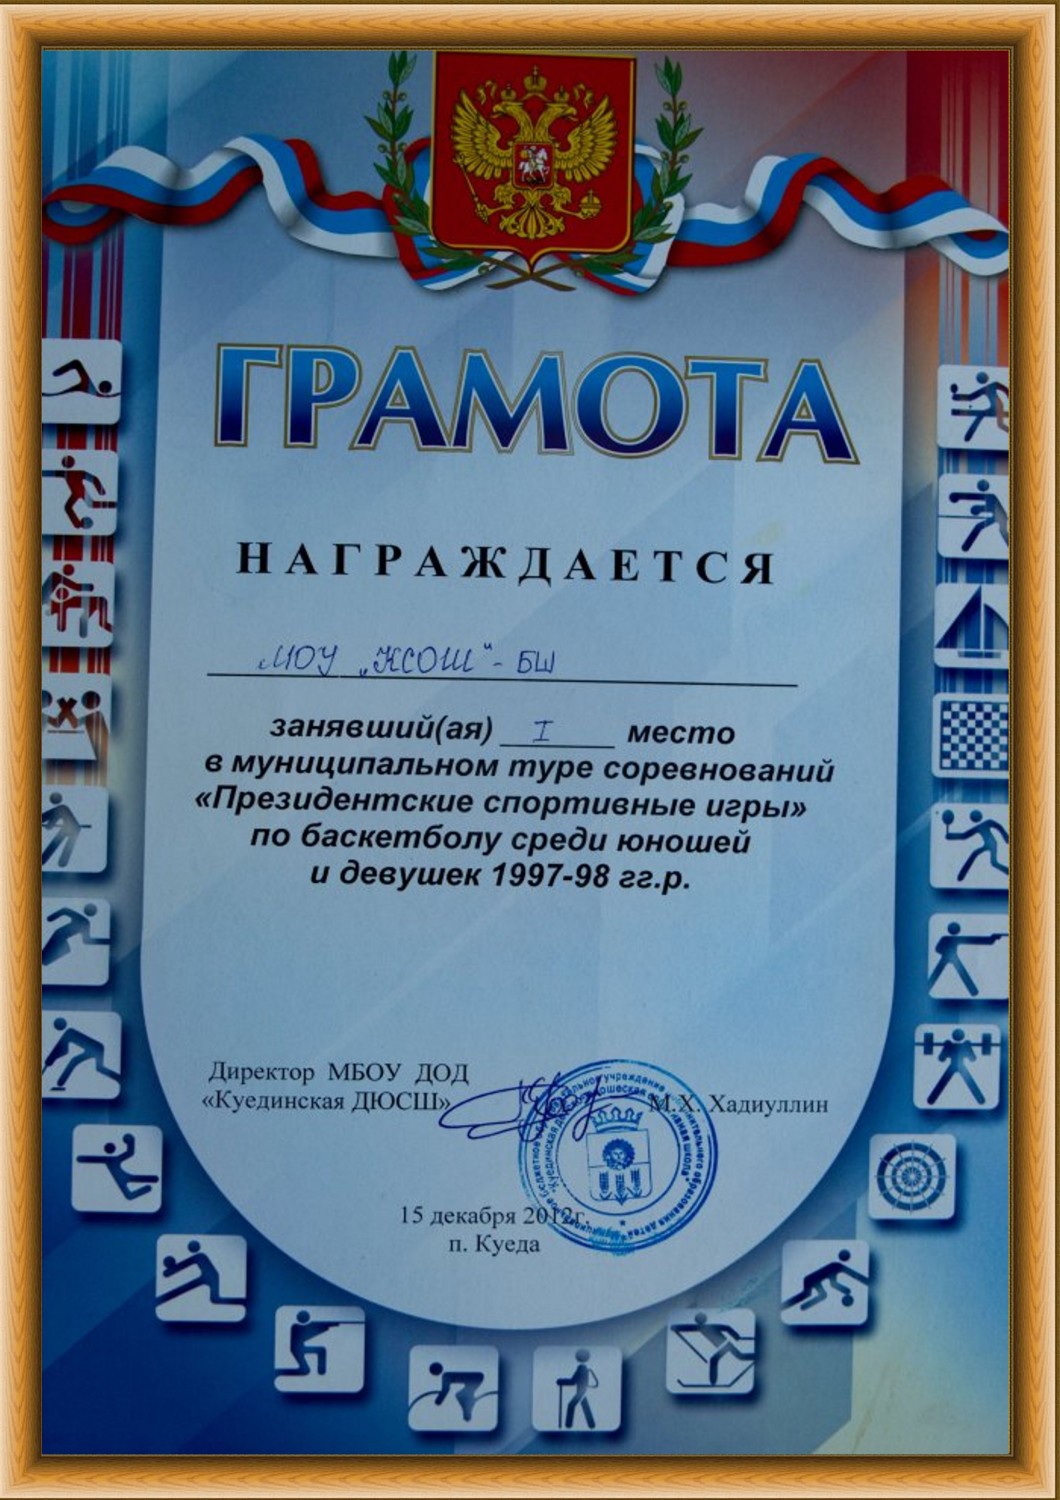 ГРАМОТА
НАГРАЖДАЕТСЯ
МОУ „КСОШ"- БШ
занявший(ая) I место
в муниципальном туре соревнований
«Президентские спортивные игры»
по баскетболу среди юношей
и девушек 1997-98 гг.р.
Директор МБОУ ДОД
«Куединская ДЮСШ» М.Х. Хадиуллин
15 декабря 2012г.
п. Куеда